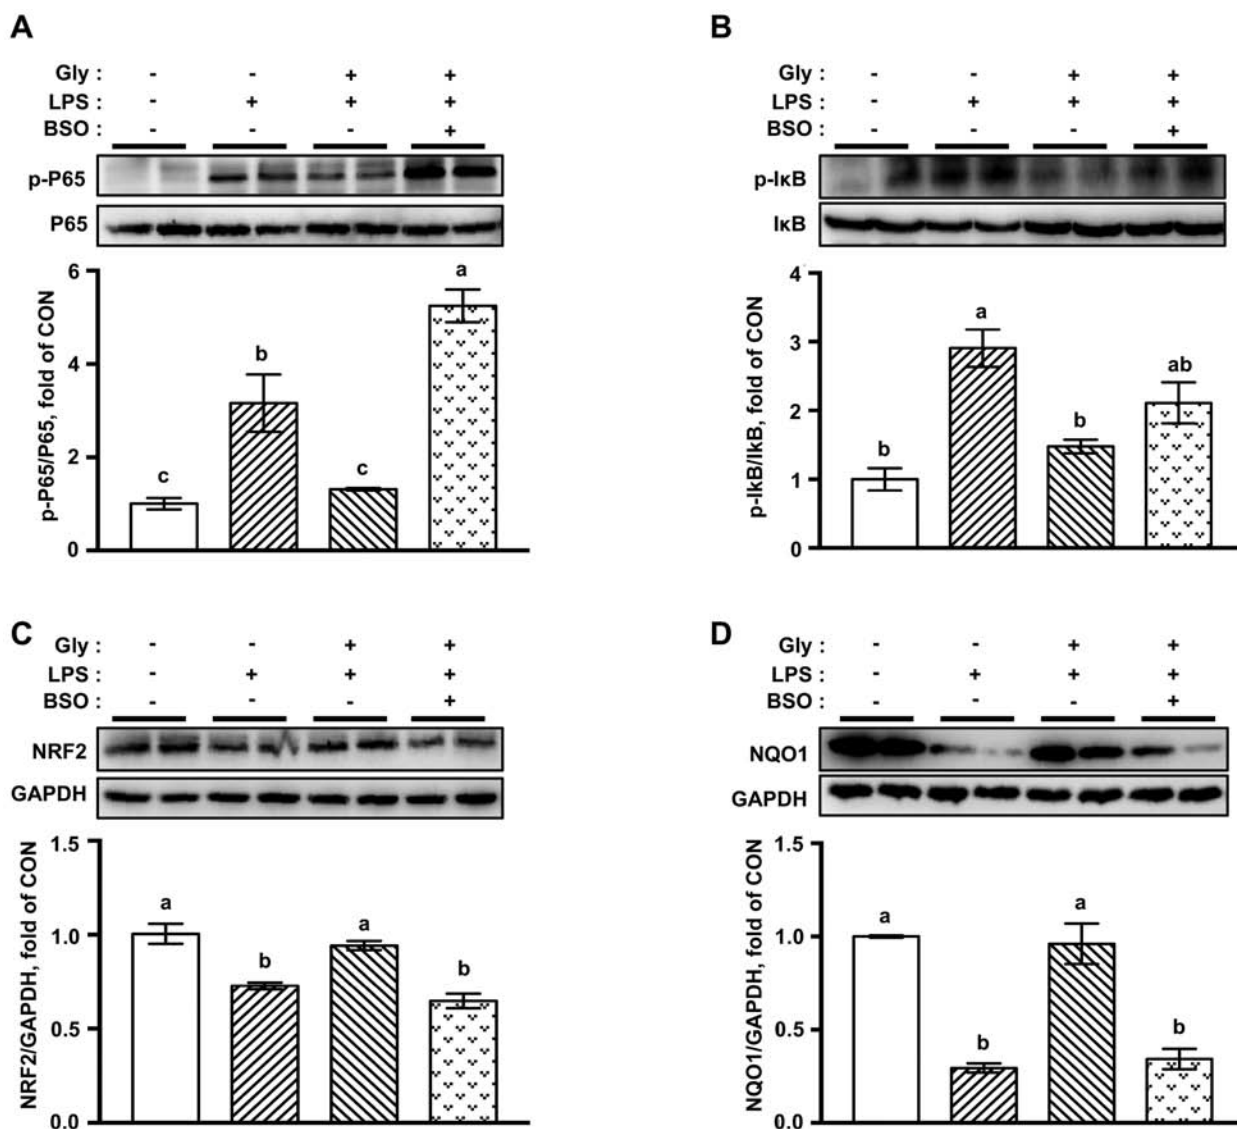 A
Gly : - - + +
LPS : - + + +
BSO : - - - +
p-P65
P65
p-P65/P65, fold of CON
6
4
2
0
c
b
c
a
B
Gly : - - + +
LPS : - + + +
BSO : - - - +
p-IκB
IκB
p-IkB/IkB, fold of CON
4
3
2
1
0
b
a
b
ab
C
Gly : - - + +
LPS : - + + +
BSO : - - - +
NRF2
GAPDH
NRF2/GAPDH, fold of CON
1.5
1.0
0.5
0.0
a
b
a
b
D
Gly : - - + +
LPS : - + + +
BSO : - - - +
NQO1
GAPDH
NQO1/GAPDH, fold of CON
1.5
1.0
0.5
0.0
a
b
a
b